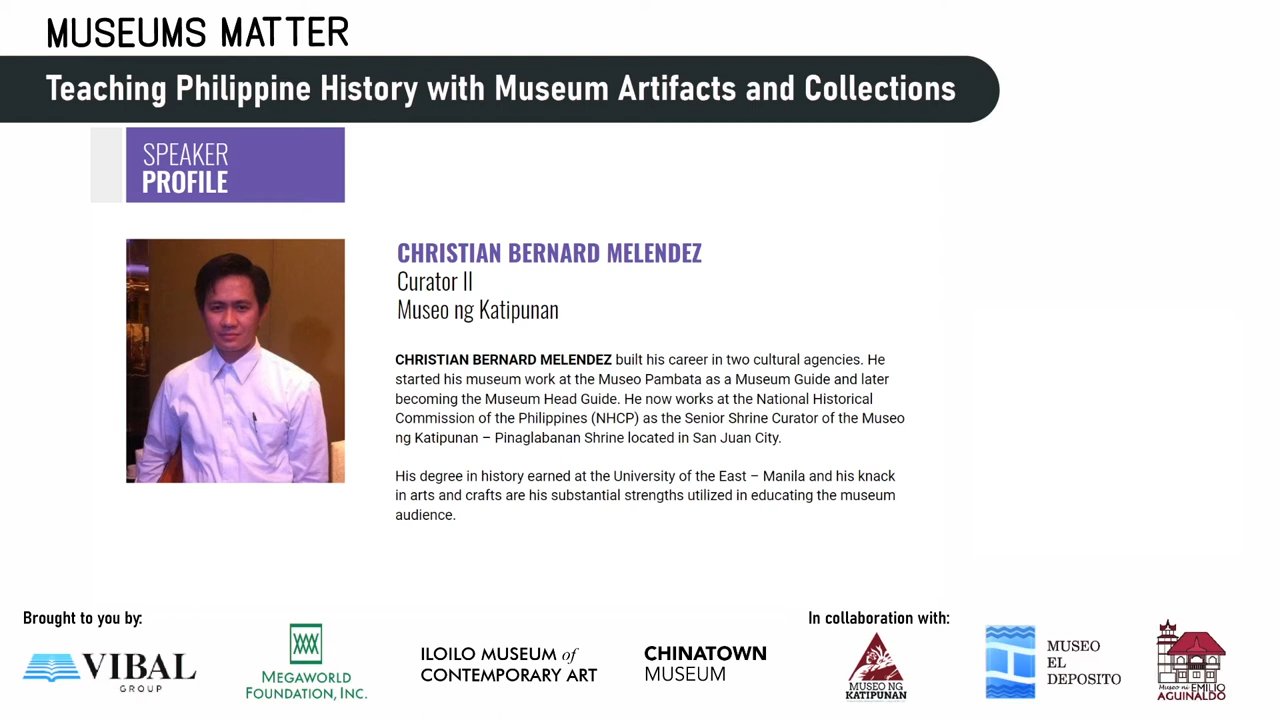 MUSEUMS MATTER
Teaching Philippine History with Museum Artifacts and Collections
SPEAKER
PROFILE
CHRISTIAN BERNARD MELENDEZ
Curator II
Museo ng Katipunan
CHRISTIAN BERNARD MELENDEZ built his career in two cultural agencies. He
started his museum work at the Museo Pambata as a Museum Guide and later
becoming the Museum Head Guide. He now works at the National Historical
Commission of the Philippines (NHCP) as the Senior Shrine Curator of the Museo
ng Katipunan – Pinaglabanan Shrine located in San Juan City.
His degree in history earned at the University of the East – Manila and his knack
in arts and crafts are his substantial strengths utilized in educating the museum
audience.
Brought to you by:
In collaboration with:
VIBAL
GROUP
MEGAWORLD
FOUNDATION, INC.
ILOILO MUSEUM of
CONTEMPORARY ART
CHINATOWN
MUSEUM
MUSEO NG
KATIPUNAN
MUSEO
EL
DEPOSITO
Museo ni EMILIO
AGUINALDO